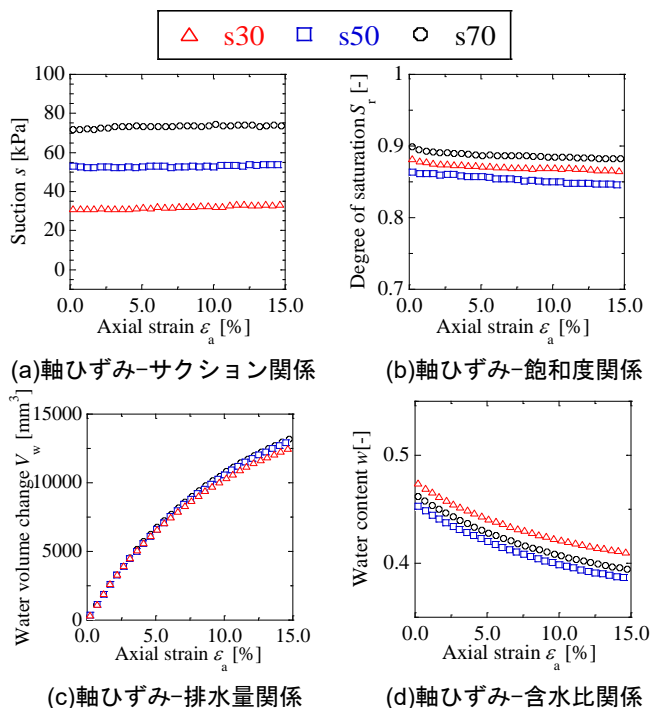 s30 s50 s70
100
80
60
40
20
0
Suction s [kPa]
0.0 5.0 10.0 15.0
Axial strain εa [%]
(a)軸ひずみ−サクション関係
1
0.9
0.8
0.7
Degree of saturation Sr [-]
0.0 5.0 10.0 15.0
Axial strain εa [%]
(b)軸ひずみ−飽和度関係
15000
10000
5000
0
Water volume change Vw [mm³]
0.0 5.0 10.0 15.0
Axial strain εa [%]
(c)軸ひずみ−排水量関係
0.5
0.4
Water content w[-]
0.0 5.0 10.0 15.0
Axial strain εa [%]
(d)軸ひずみ−含水比関係